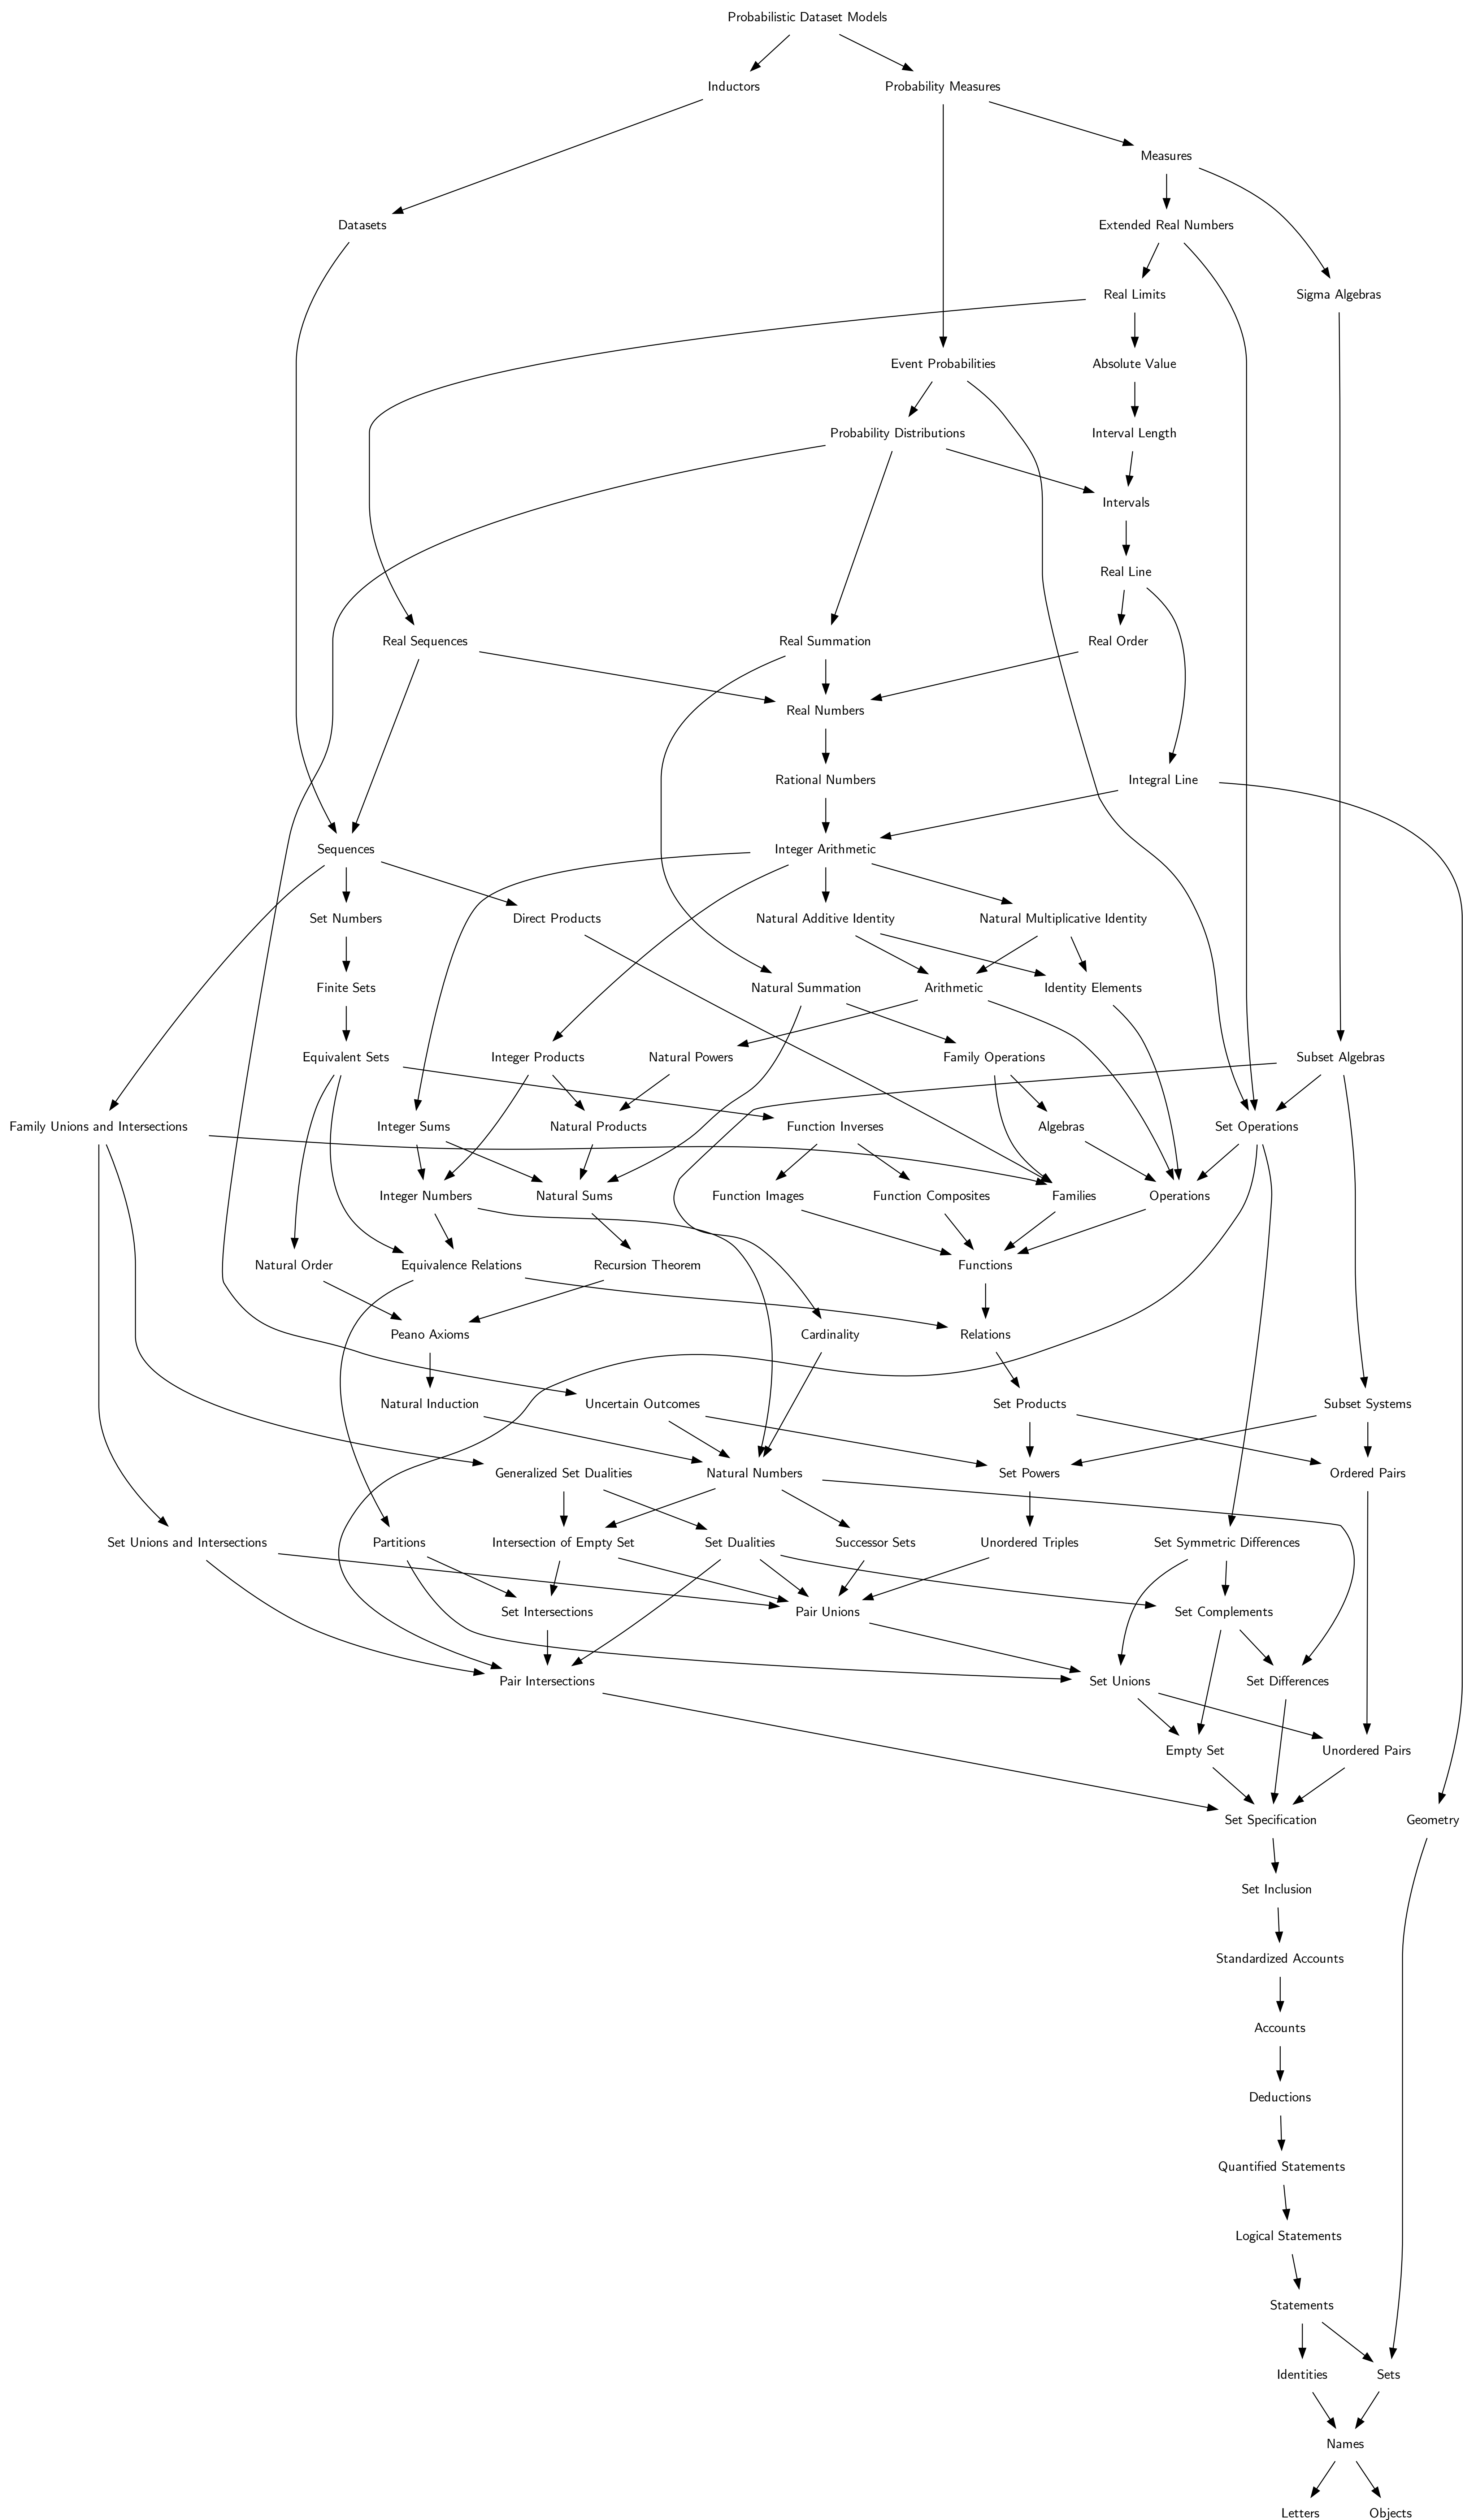 Probabilistic Dataset Models
Inductors
Probability Measures
Measures
Datasets
Extended Real Numbers
Real Limits
Sigma Algebras
Event Probabilities
Absolute Value
Probability Distributions
Interval Length
Intervals
Real Line
Real Sequences
Real Summation
Real Order
Real Numbers
Rational Numbers
Integral Line
Sequences
Integer Arithmetic
Set Numbers
Direct Products
Natural Additive Identity
Natural Multiplicative Identity
Finite Sets
Natural Summation
Arithmetic
Identity Elements
Equivalent Sets
Integer Products
Natural Powers
Family Operations
Subset Algebras
Family Unions and Intersections
Integer Sums
Natural Products
Function Inverses
Algebras
Set Operations
Integer Numbers
Natural Sums
Function Images
Function Composites
Families
Operations
Natural Order
Equivalence Relations
Recursion Theorem
Functions
Peano Axioms
Cardinality
Relations
Natural Induction
Uncertain Outcomes
Set Products
Subset Systems
Generalized Set Dualities
Natural Numbers
Set Powers
Ordered Pairs
Set Unions and Intersections
Partitions
Intersection of Empty Set
Set Dualities
Successor Sets
Unordered Triples
Set Symmetric Differences
Set Intersections
Pair Unions
Set Complements
Pair Intersections
Set Unions
Set Differences
Empty Set
Unordered Pairs
Set Specification
Geometry
Set Inclusion
Standardized Accounts
Accounts
Deductions
Quantified Statements
Logical Statements
Statements
Identities
Sets
Names
Letters
Objects